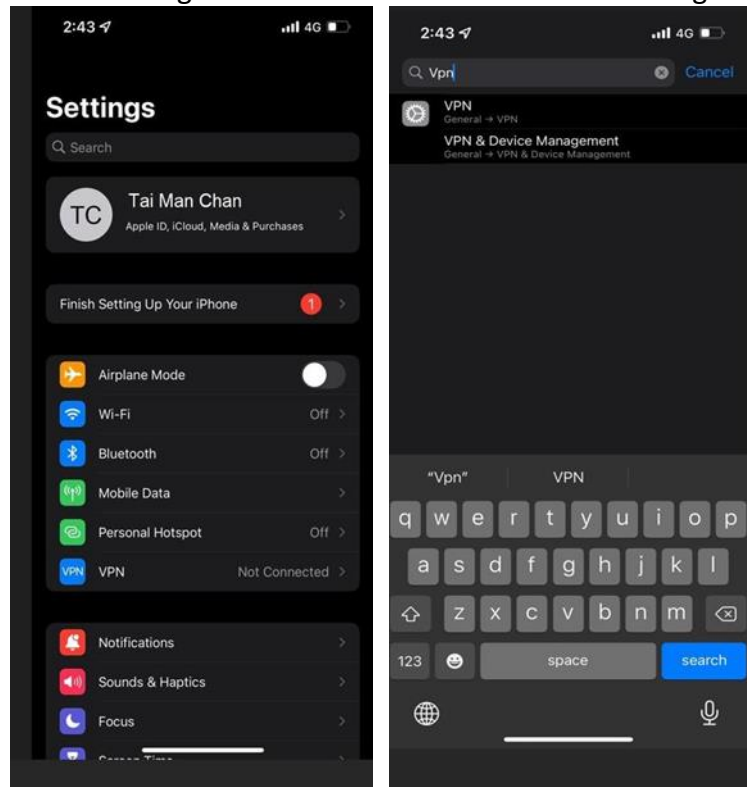 2:43 4G
Settings
Search
TC
Tai Man Chan
Apple ID, iCloud, Media & Purchases
Finish Setting Up Your iPhone 1
Airplane Mode
Wi-Fi Off
Bluetooth Off
Mobile Data
Personal Hotspot Off
VPN VPN Not Connected
Notifications
Sounds & Haptics
Focus
2:43 4G
Vpn Cancel
VPN
General → VPN
VPN & Device Management
General → VPN & Device Management
“Vpn” VPN
q w e r t y u i o p
a s d f g h j k l
z x c v b n m
123 space search